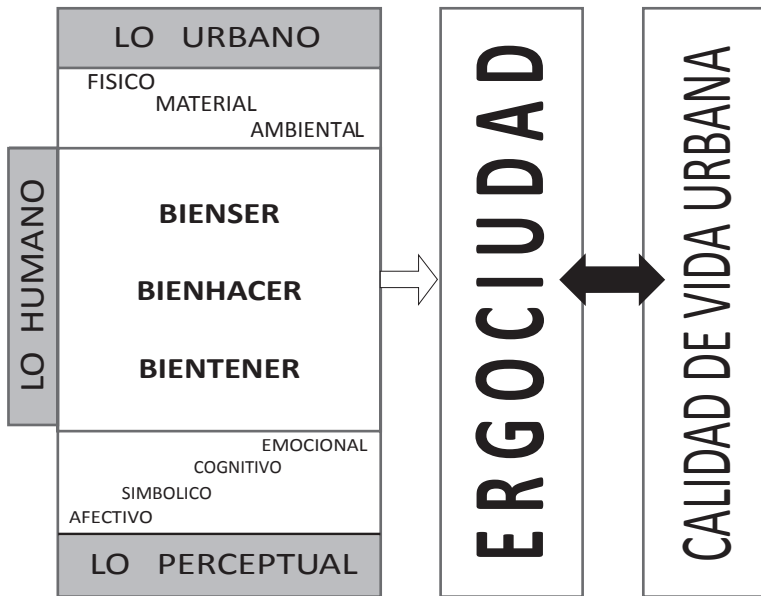 LO URBANO
FISICO
MATERIAL
AMBIENTAL
LO HUMANO
BIENSER
BIENHACER
BIENTENER
EMOCIONAL
COGNITIVO
SIMBOLICO
AFECTIVO
LO PERCEPTUAL
ERGOCIUDAD
CALIDAD DE VIDA URBANA